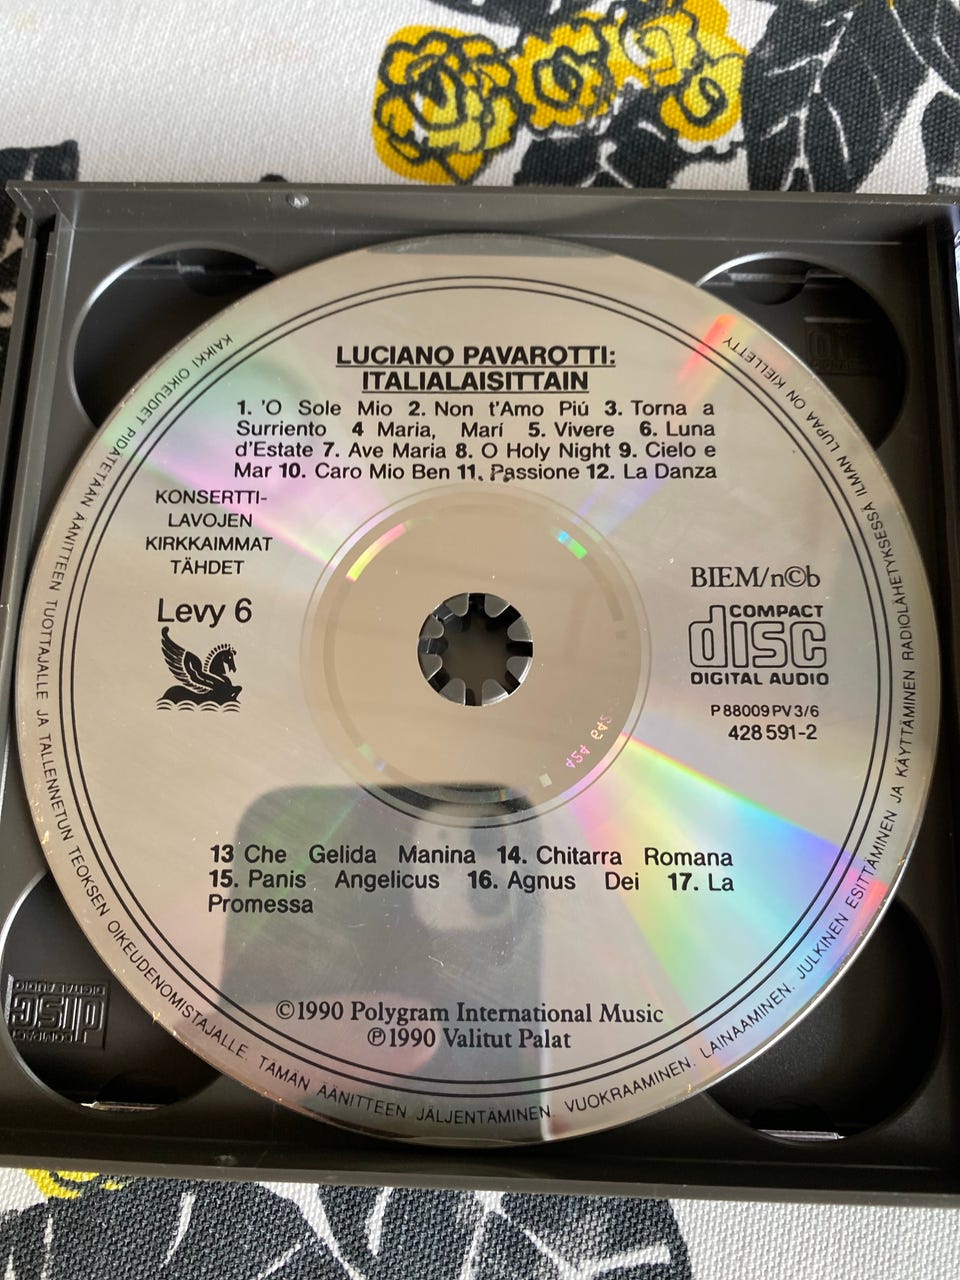 LUCIANO PAVAROTTI:
ITALIALAISITTAIN
1. 'O Sole Mio 2. Non t'Amo Piú 3. Torna a
Surriento 4 Maria, Marí 5. Vivere 6. Luna
d'Estate 7. Ave Maria 8. O Holy Night 9. Cielo e
Mar 10. Caro Mio Ben 11. Passione 12. La Danza
KONSERTTI-
LAVOJEN
KIRKKAIMMAT
TÄHDET
Levy 6
BIEM/n©b
COMPACT
disc
DIGITAL AUDIO
P 88009 PV 3/6
428 591-2
13 Che Gelida Manina 14. Chitarra Romana
15. Panis Angelicus 16. Agnus Dei 17. La
Promessa
©1990 Polygram International Music
℗1990 Valitut Palat
KAIKKI OIKEUDET PIDÄTETÄÄN ÄÄNITTEEN TUOTTAJALLE JA TALLENNETUN TEOKSEN OIKEUDENOMISTAJALLE. TÄMÄN ÄÄNITTEEN JÄLJENTÄMINEN. VUOKRAAMINEN. LAINAAMINEN. JULKINEN ESITTÄMINEN JA KÄYTTÄMINEN RADIOLÄHETYKSESSÄ ILMAN LUPAA ON KIELLETTY
COMPACT
disc
DIGITAL AUDIO